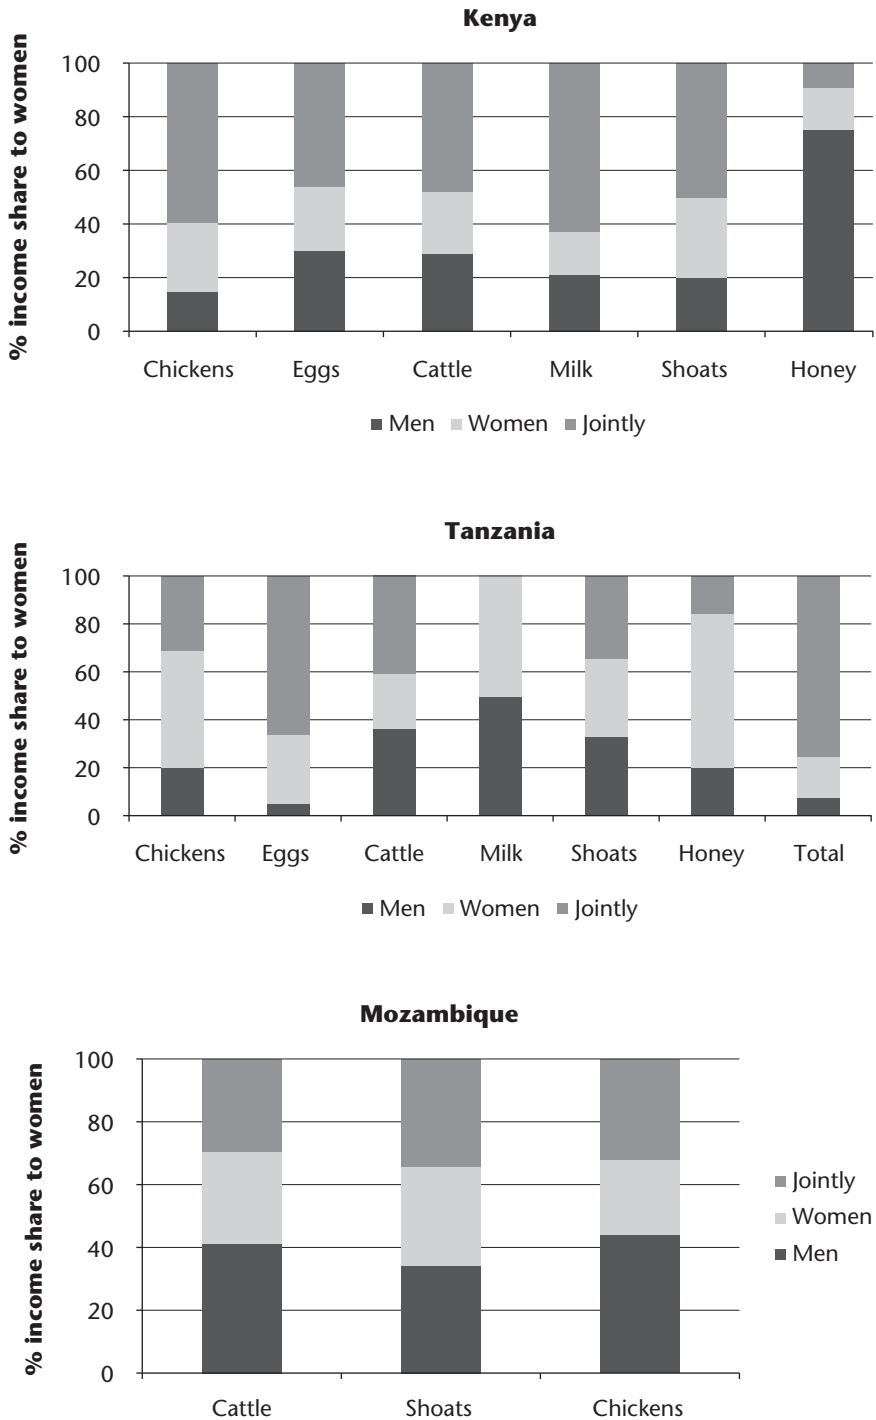 Kenya
% income share to women
100
80
60
40
20
0
Chickens Eggs Cattle Milk Shoats Honey
Men Women Jointly
Tanzania
% income share to women
100
80
60
40
20
0
Chickens Eggs Cattle Milk Shoats Honey Total
Men Women Jointly
Mozambique
% income share to women
100
80
60
40
20
0
Cattle Shoats Chickens
Jointly
Women
Men